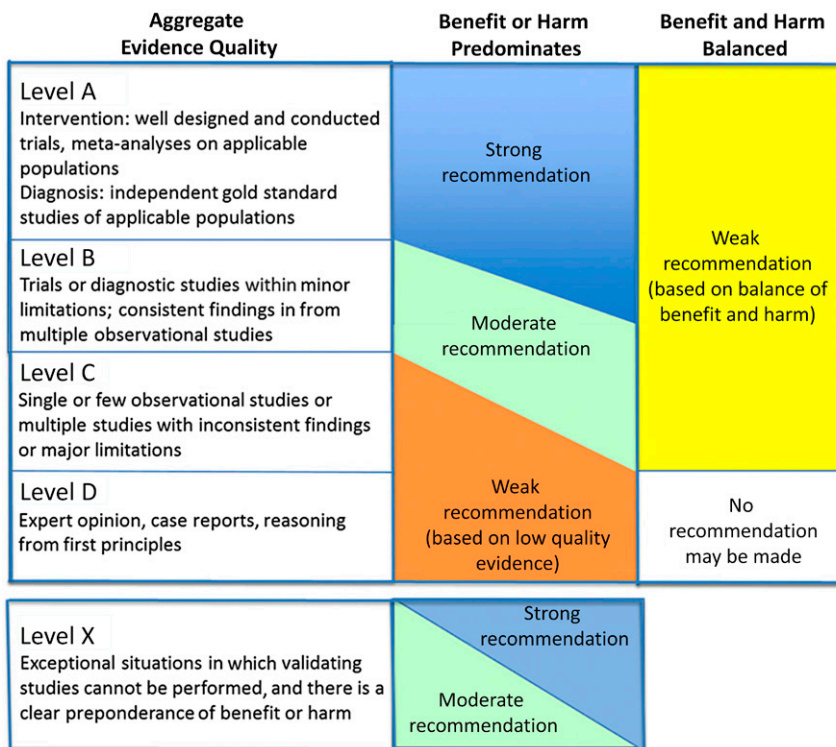 Aggregate
Evidence Quality
Benefit or Harm
Predominates
Benefit and Harm
Balanced
Level A
Intervention: well designed and conducted
trials, meta-analyses on applicable
populations
Diagnosis: independent gold standard
studies of applicable populations
Strong
recommendation
Weak
recommendation
(based on balance of
benefit and harm)
Level B
Trials or diagnostic studies within minor
limitations; consistent findings in from
multiple observational studies
Moderate
recommendation
Level C
Single or few observational studies or
multiple studies with inconsistent findings
or major limitations
Level D
Expert opinion, case reports, reasoning
from first principles
Weak
recommendation
(based on low quality
evidence)
No
recommendation
may be made
Level X
Exceptional situations in which validating
studies cannot be performed, and there is a
clear preponderance of benefit or harm
Strong
recommendation
Moderate
recommendation